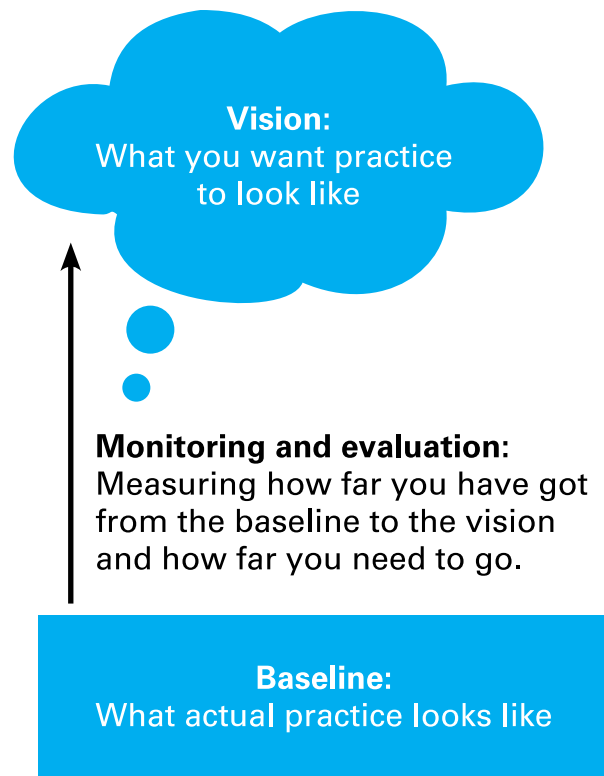 Vision:
What you want practice
to look like
Monitoring and evaluation:
Measuring how far you have got
from the baseline to the vision
and how far you need to go.
Baseline:
What actual practice looks like